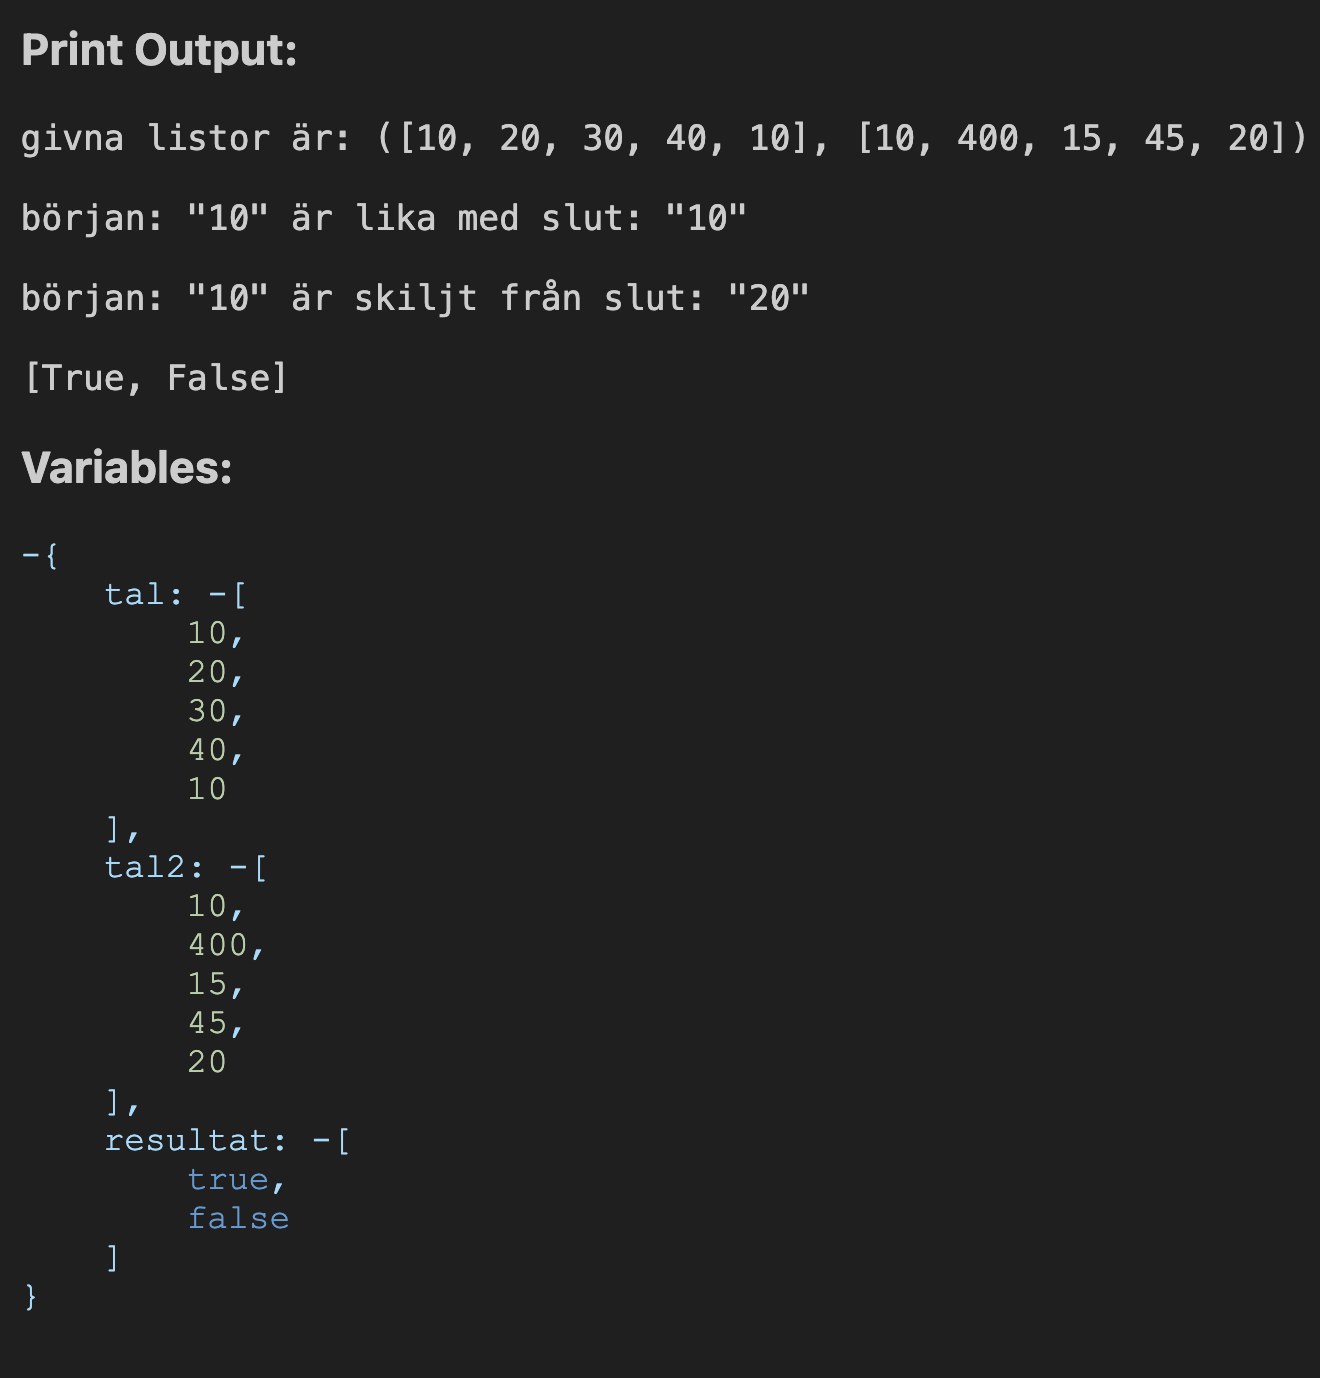 Print Output:
givna listor är: ([10, 20, 30, 40, 10], [10, 400, 15, 45, 20])
början: "10" är lika med slut: "10"
början: "10" är skiljt från slut: "20"
[True, False]
Variables:
-{
    tal: -[
        10,
        20,
        30,
        40,
        10
    ],
    tal2: -[
        10,
        400,
        15,
        45,
        20
    ],
    resultat: -[
        true,
        false
    ]
}